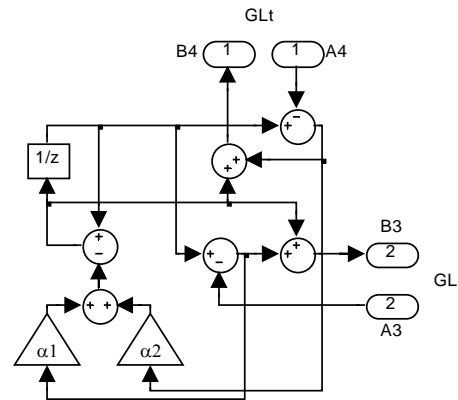 GLt
B4 1 1 A4
+ -
1/z
+ +
+ -
+ - + +
B3
2
GL
2
A3
+ +
α1 α2